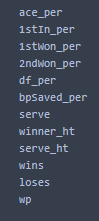 ace_per
1stIn_per
1stWon_per
2ndWon_per
df_per
bpSaved_per
serve
winner_ht
serve_ht
wins
loses
wp